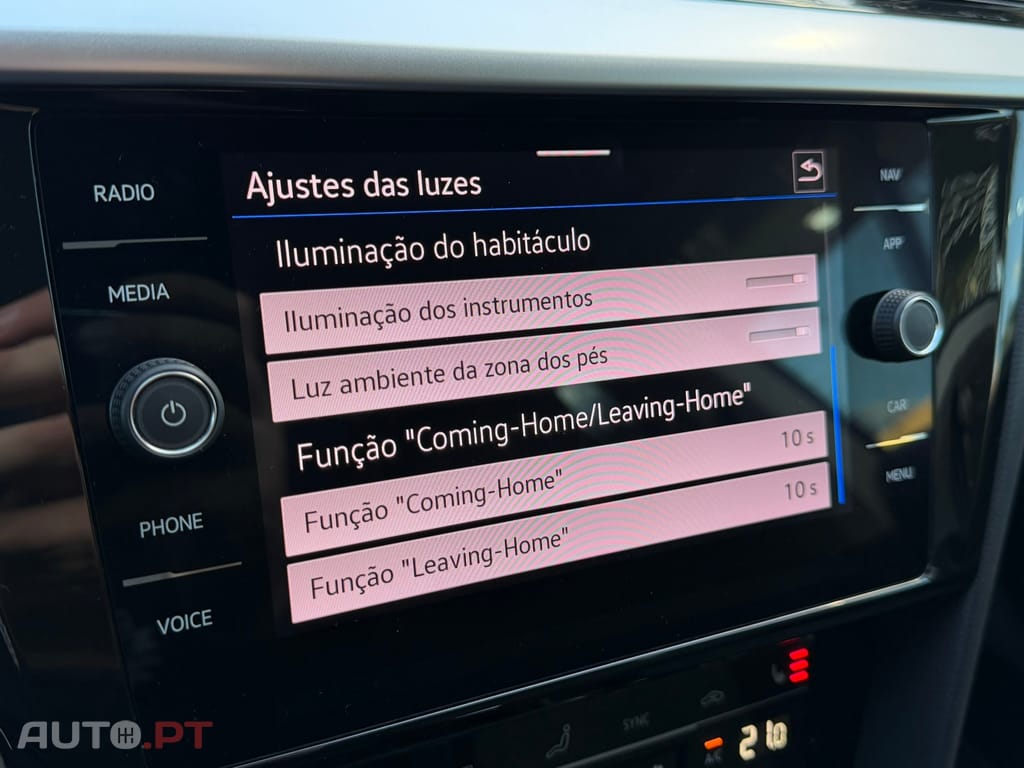 RADIO
MEDIA
PHONE
VOICE
Ajustes das luzes
Iluminação do habitáculo
Iluminação dos instrumentos
Luz ambiente da zona dos pés
Função "Coming-Home/Leaving-Home"
Função "Coming-Home" 10 s
Função "Leaving-Home" 10 s
NAV
APP
CAR
MENU
SYNC
A/C
21.0
AUTO.PT